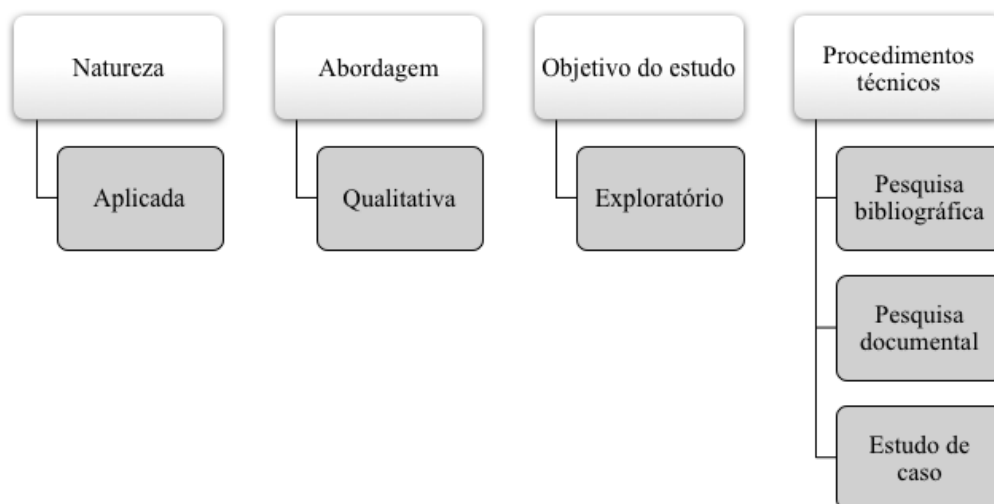 Natureza
Aplicada
Abordagem
Qualitativa
Objetivo do estudo
Exploratório
Procedimentos
técnicos
Pesquisa
bibliográfica
Pesquisa
documental
Estudo de
caso